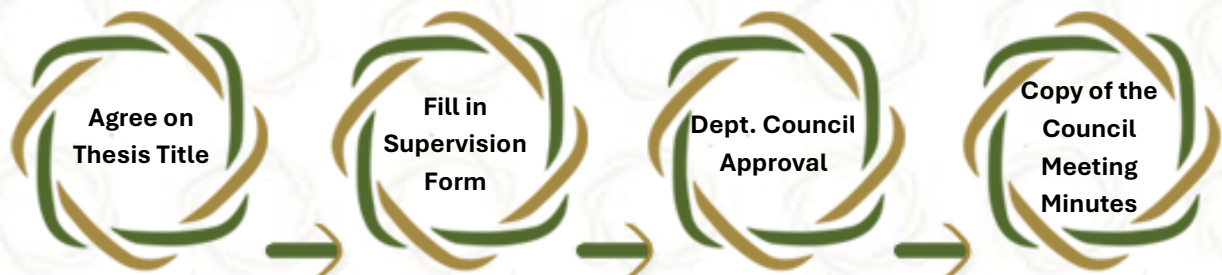 Agree on
Thesis Title
Fill in
Supervision
Form
Dept. Council
Approval
Copy of the
Council
Meeting
Minutes